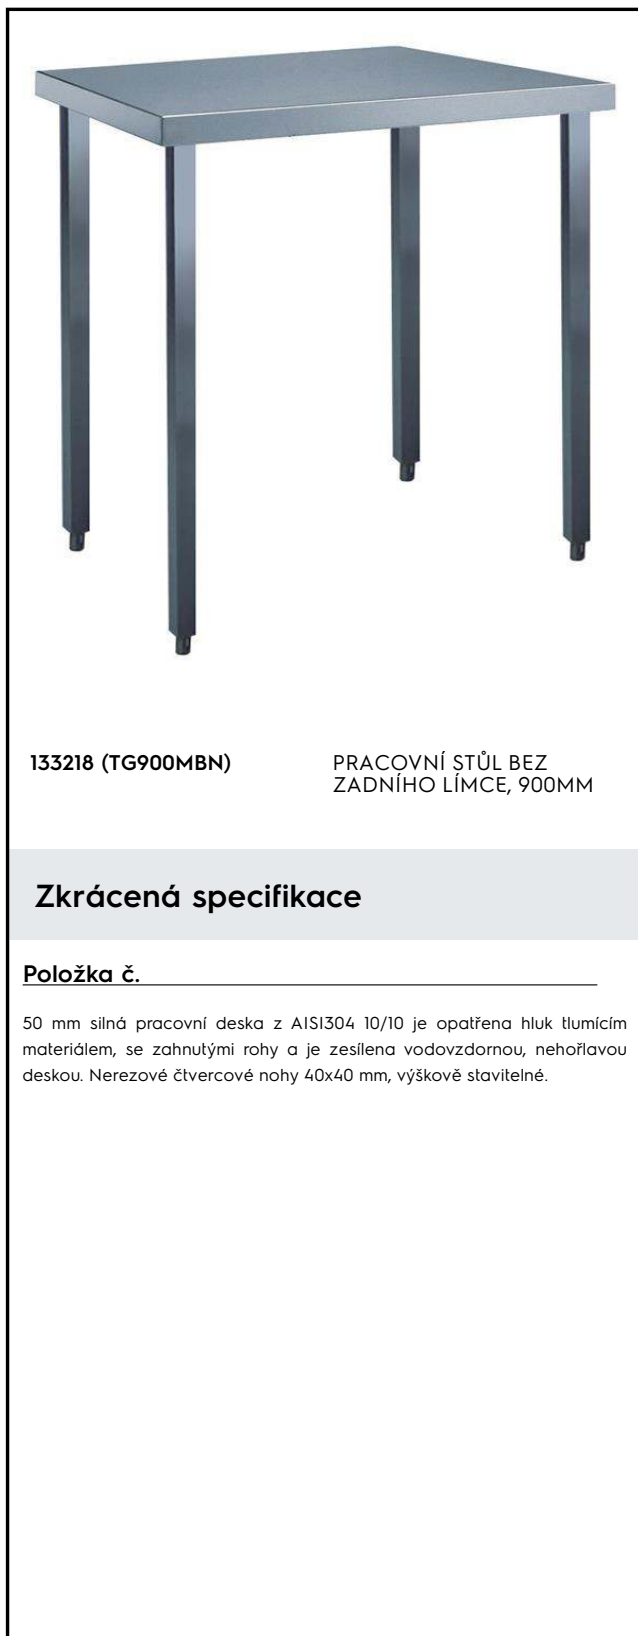 133218 (TG900MBN)
PRACOVNÍ STŮL BEZ
ZADNÍHO LÍMCE, 900MM
Zkrácená specifikace
Položka č.
50 mm silná pracovní deska z AISI304 10/10 je opatřena hluk tlumícím
materiálem, se zahnutými rohy a je zesílena vodovzdornou, nehořlavou
deskou. Nerezové čtvercové nohy 40x40 mm, výškově stavitelné.